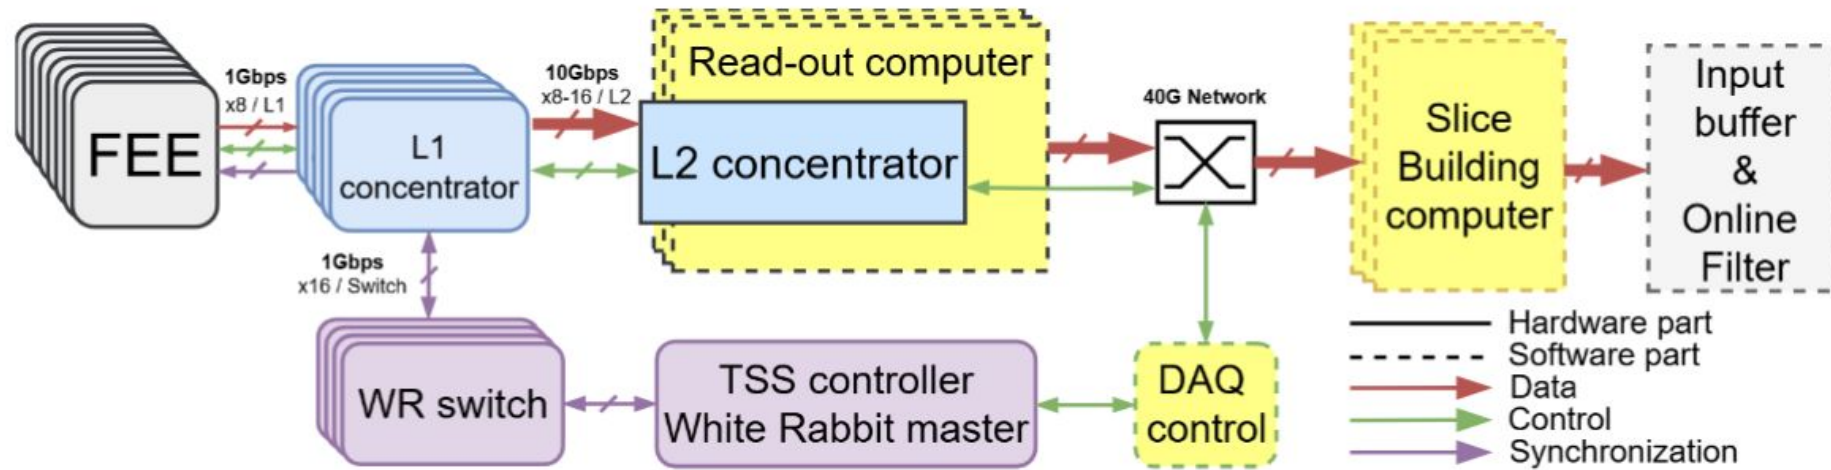 FEE
1Gbps
x8 / L1
L1
concentrator
10Gbps
x8-16 / L2
Read-out computer
L2 concentrator
40G Network
Slice
Building
computer
Input
buffer
&
Online
Filter
1Gbps
x16 / Switch
WR switch
TSS controller
White Rabbit master
DAQ
control
Hardware part
Software part
Data
Control
Synchronization